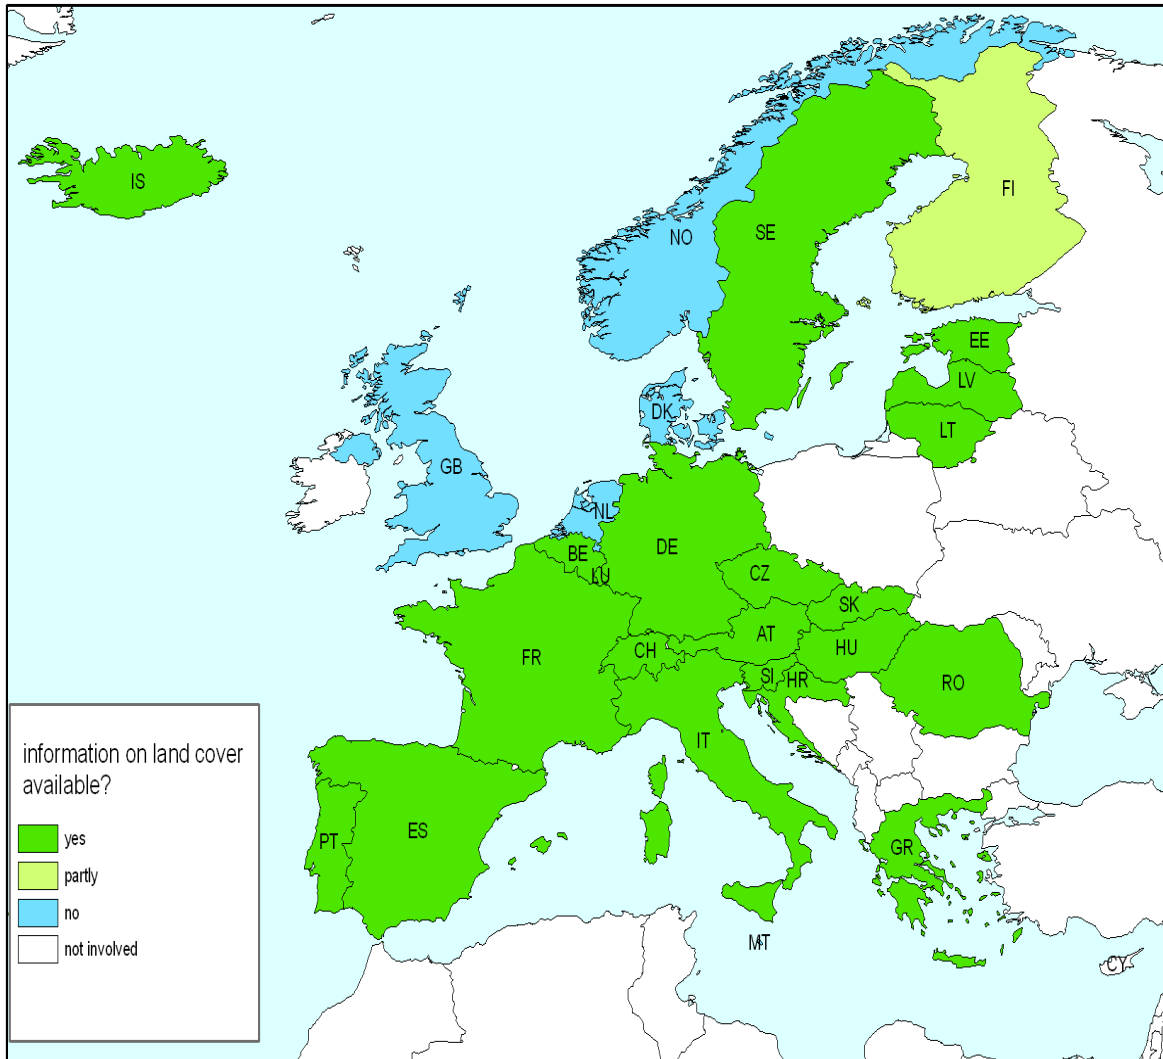 IS
FI
NO
SE
EE
LV
DK
LT
GB
NL
BE
DE
LU
CZ
SK
AT
HU
CH
FR
SI
HR
RO
IT
information on land cover
available?
yes
partly
no
not involved
PT
ES
GR
MT
CY